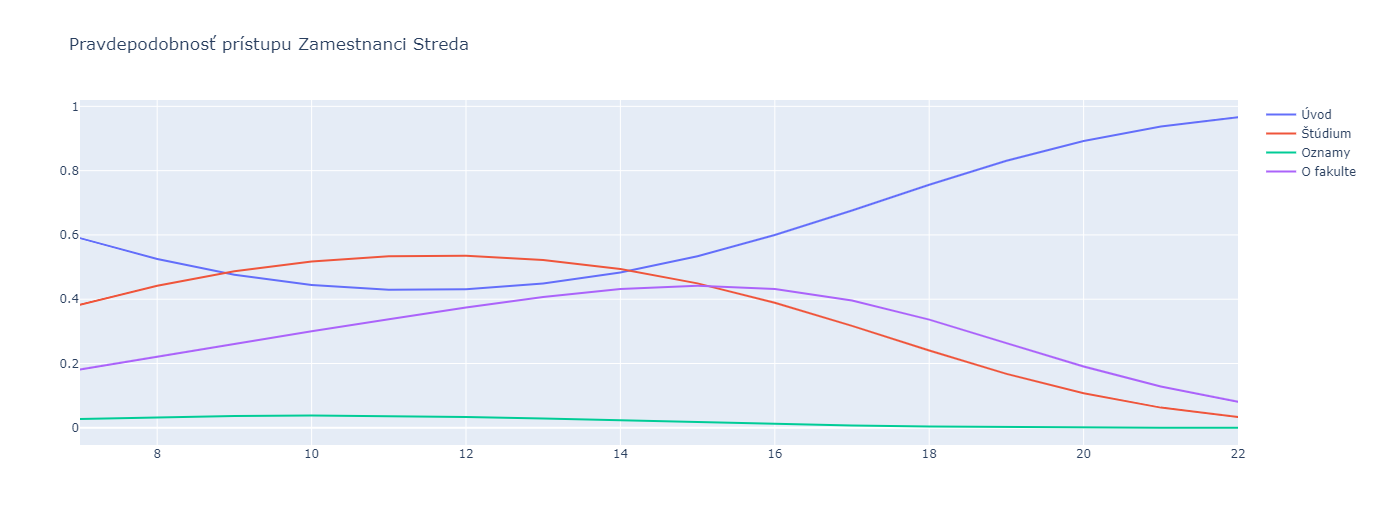 Pravdepodobnosť prístupu Zamestnanci Streda
1
0.8
0.6
0.4
0.2
0
8 10 12 14 16 18 20 22
Úvod
Štúdium
Oznamy
O fakulte